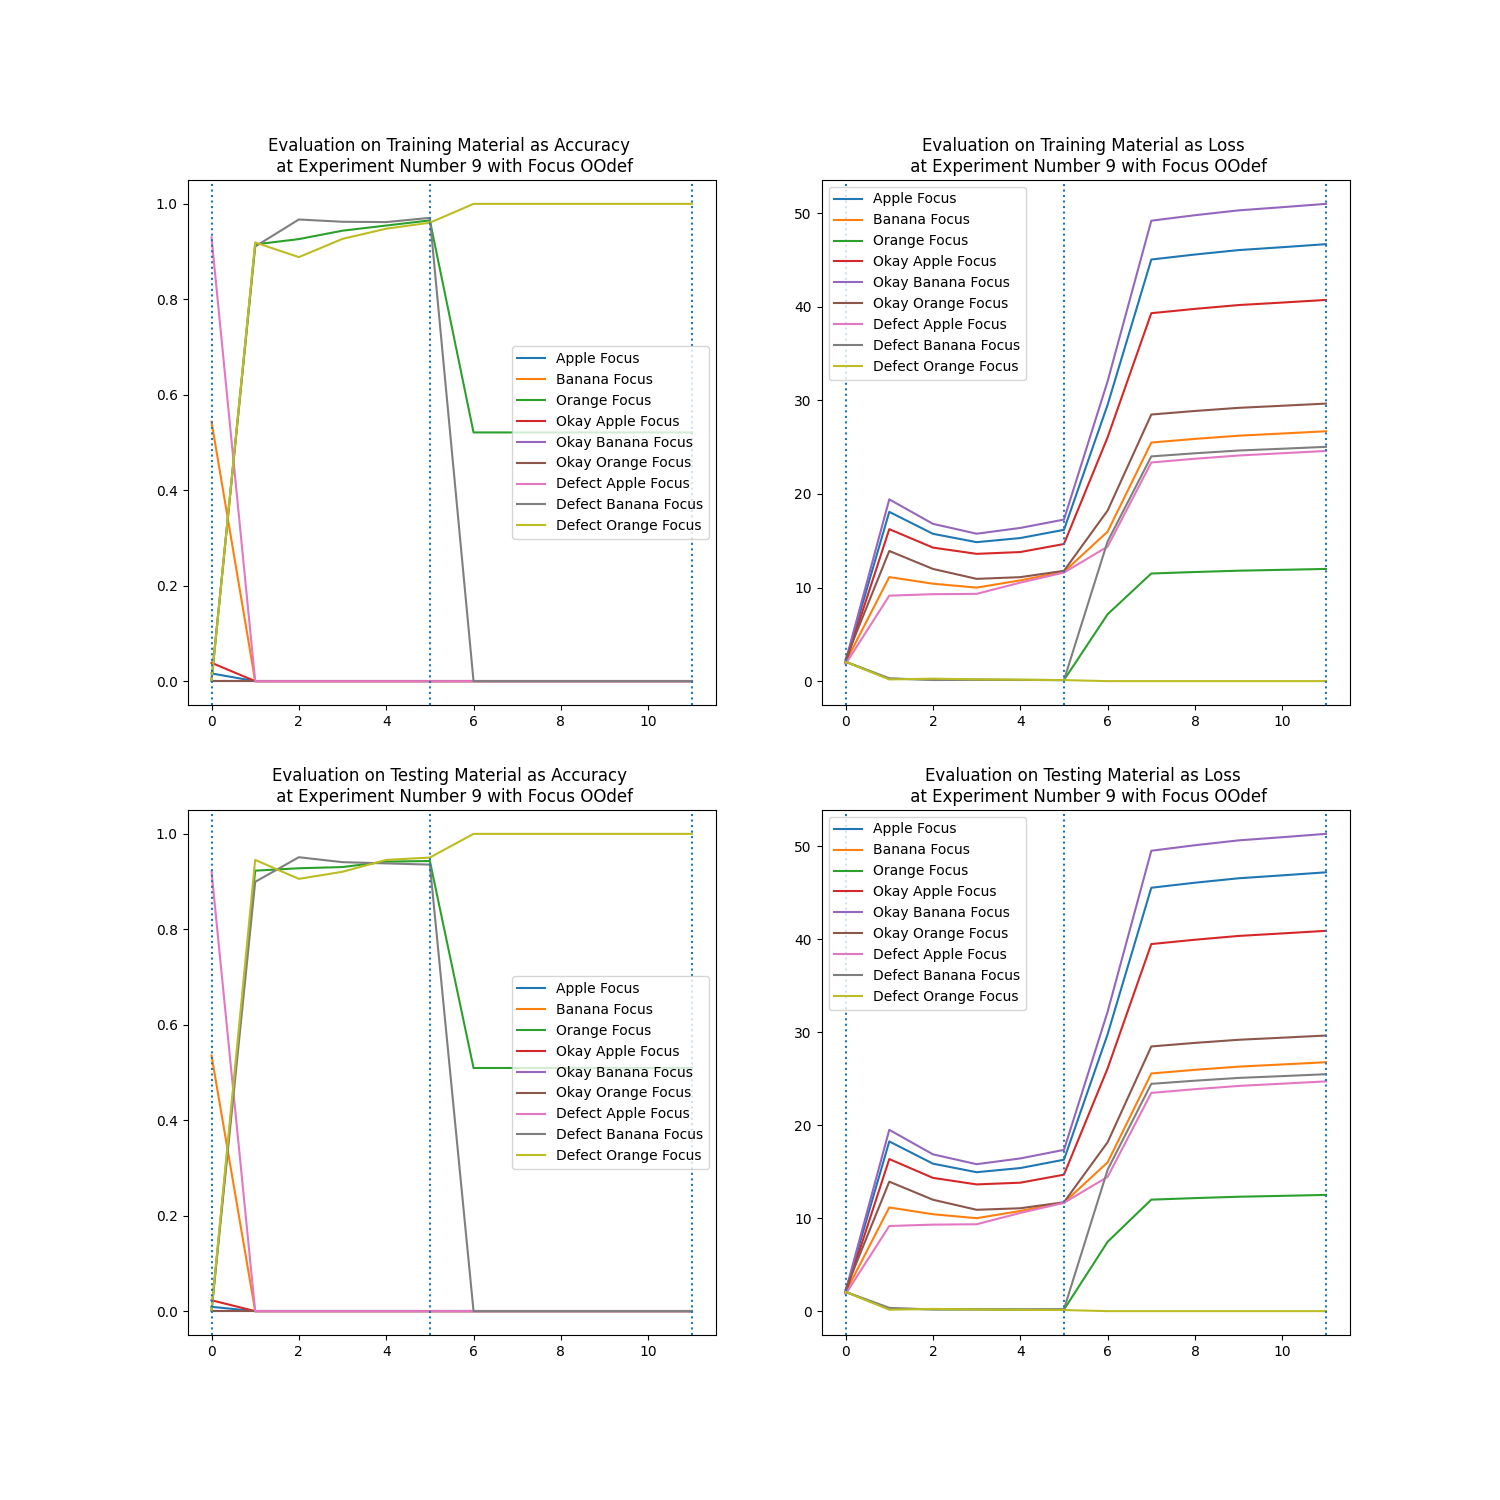 Evaluation on Training Material as Accuracy
at Experiment Number 9 with Focus OOdef
1.0
0.8
0.6
0.4
0.2
0.0
0 2 4 6 8 10
Apple Focus
Banana Focus
Orange Focus
Okay Apple Focus
Okay Banana Focus
Okay Orange Focus
Defect Apple Focus
Defect Banana Focus
Defect Orange Focus
Evaluation on Training Material as Loss
at Experiment Number 9 with Focus OOdef
50
40
30
20
10
0
0 2 4 6 8 10
Apple Focus
Banana Focus
Orange Focus
Okay Apple Focus
Okay Banana Focus
Okay Orange Focus
Defect Apple Focus
Defect Banana Focus
Defect Orange Focus
Evaluation on Testing Material as Accuracy
at Experiment Number 9 with Focus OOdef
1.0
0.8
0.6
0.4
0.2
0.0
0 2 4 6 8 10
Apple Focus
Banana Focus
Orange Focus
Okay Apple Focus
Okay Banana Focus
Okay Orange Focus
Defect Apple Focus
Defect Banana Focus
Defect Orange Focus
Evaluation on Testing Material as Loss
at Experiment Number 9 with Focus OOdef
50
40
30
20
10
0
0 2 4 6 8 10
Apple Focus
Banana Focus
Orange Focus
Okay Apple Focus
Okay Banana Focus
Okay Orange Focus
Defect Apple Focus
Defect Banana Focus
Defect Orange Focus